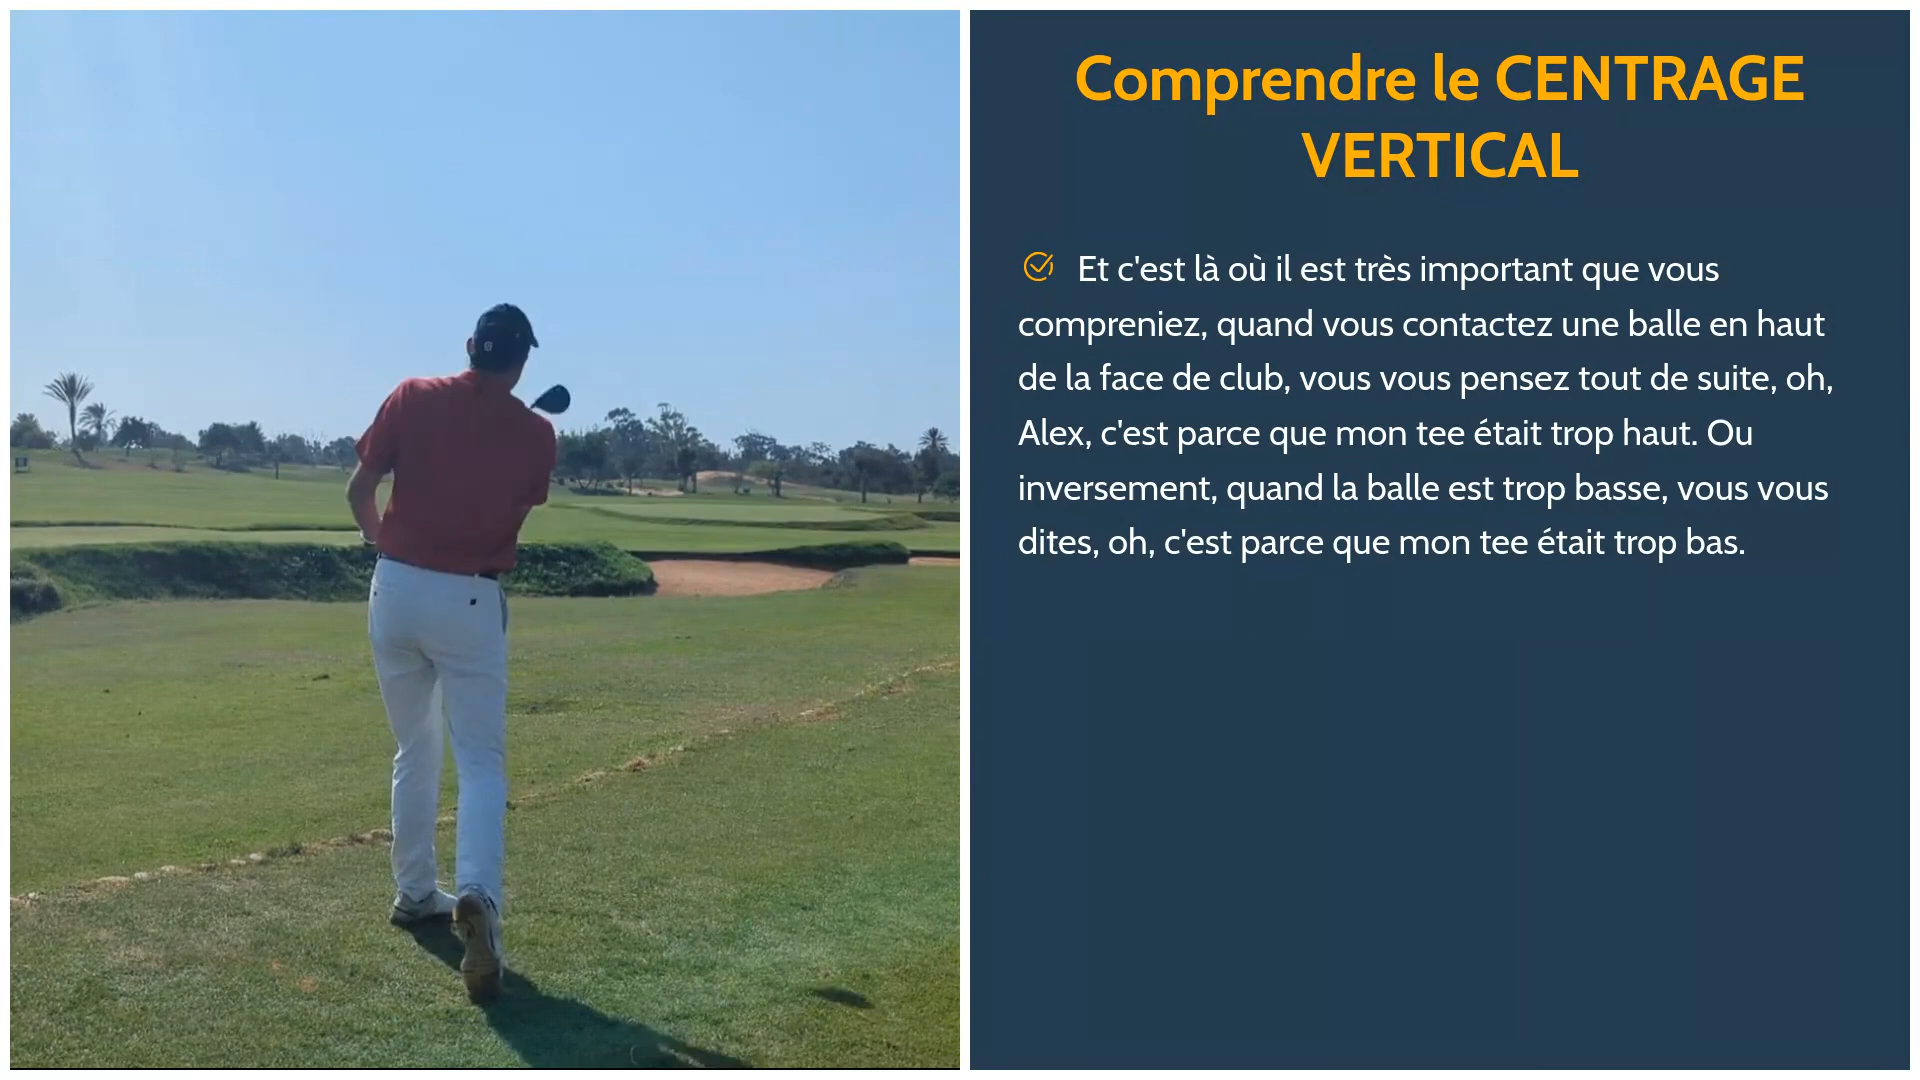 Comprendre le CENTRAGE
VERTICAL
Et c'est là où il est très important que vous
compreniez, quand vous contactez une balle en haut
de la face de club, vous vous pensez tout de suite, oh,
Alex, c'est parce que mon tee était trop haut. Ou
inversement, quand la balle est trop basse, vous vous
dites, oh, c'est parce que mon tee était trop bas.